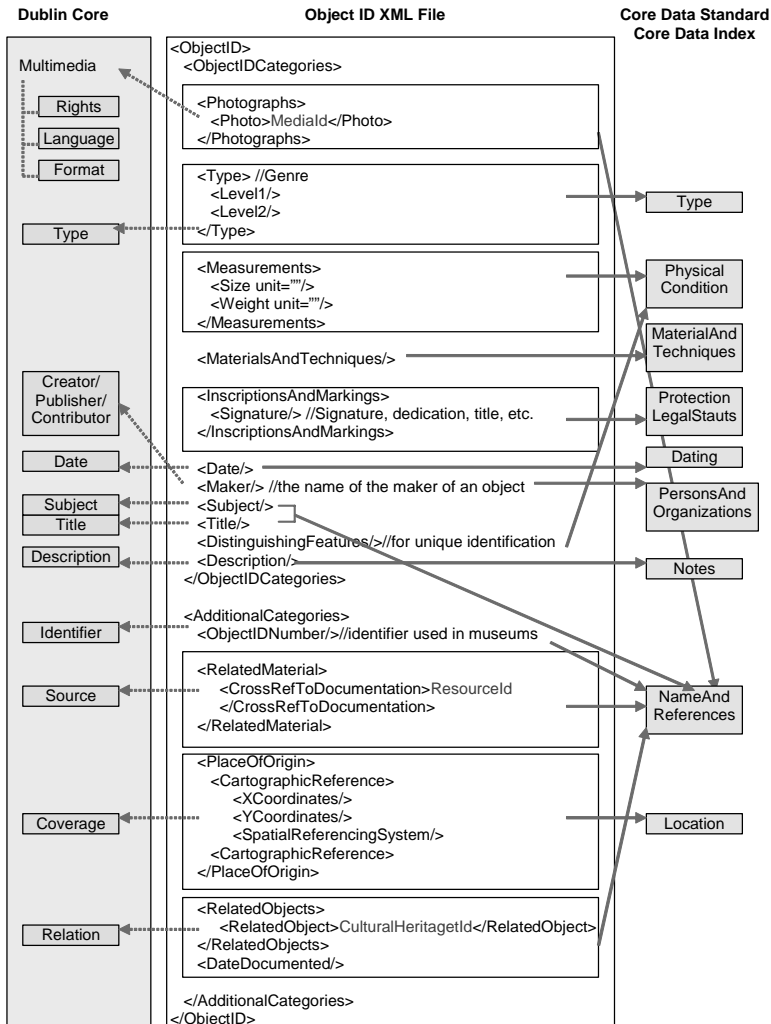 Dublin Core
Object ID XML File
Core Data Standard
Core Data Index
Multimedia
Rights
Language
Format
Type
Creator/
Publisher/
Contributor
Date
Subject
Title
Description
Identifier
Source
Coverage
Relation
<ObjectID>
<ObjectIDCategories>
<Photographs>
<Photo>MediaId</Photo>
</Photographs>
<Type> //Genre
<Level1/>
<Level2/>
</Type>
<Measurements>
<Size unit=””/>
<Weight unit=””/>
</Measurements>
<MaterialsAndTechniques/>
<InscriptionsAndMarkings>
<Signature/> //Signature, dedication, title, etc.
</InscriptionsAndMarkings>
<Date/>
<Maker/> //the name of the maker of an object
<Subject/>
<Title/>
<DistinguishingFeatures/>//for unique identification
<Description/>
</ObjectIDCategories>
<AdditionalCategories>
<ObjectIDNumber/>//identifier used in museums
<RelatedMaterial>
<CrossRefToDocumentation>ResourceId
</CrossRefToDocumentation>
</RelatedMaterial>
<PlaceOfOrigin>
<CartographicReference>
<XCoordinates/>
<YCoordinates/>
<SpatialReferencingSystem/>
<CartographicReference>
</PlaceOfOrigin>
<RelatedObjects>
<RelatedObject>CulturalHeritagetId</RelatedObject>
</RelatedObjects>
<DateDocumented/>
</AdditionalCategories>
</ObjectID>
Type
Physical
Condition
MaterialAnd
Techniques
Protection
LegalStauts
Dating
PersonsAnd
Organizations
Notes
NameAnd
References
Location